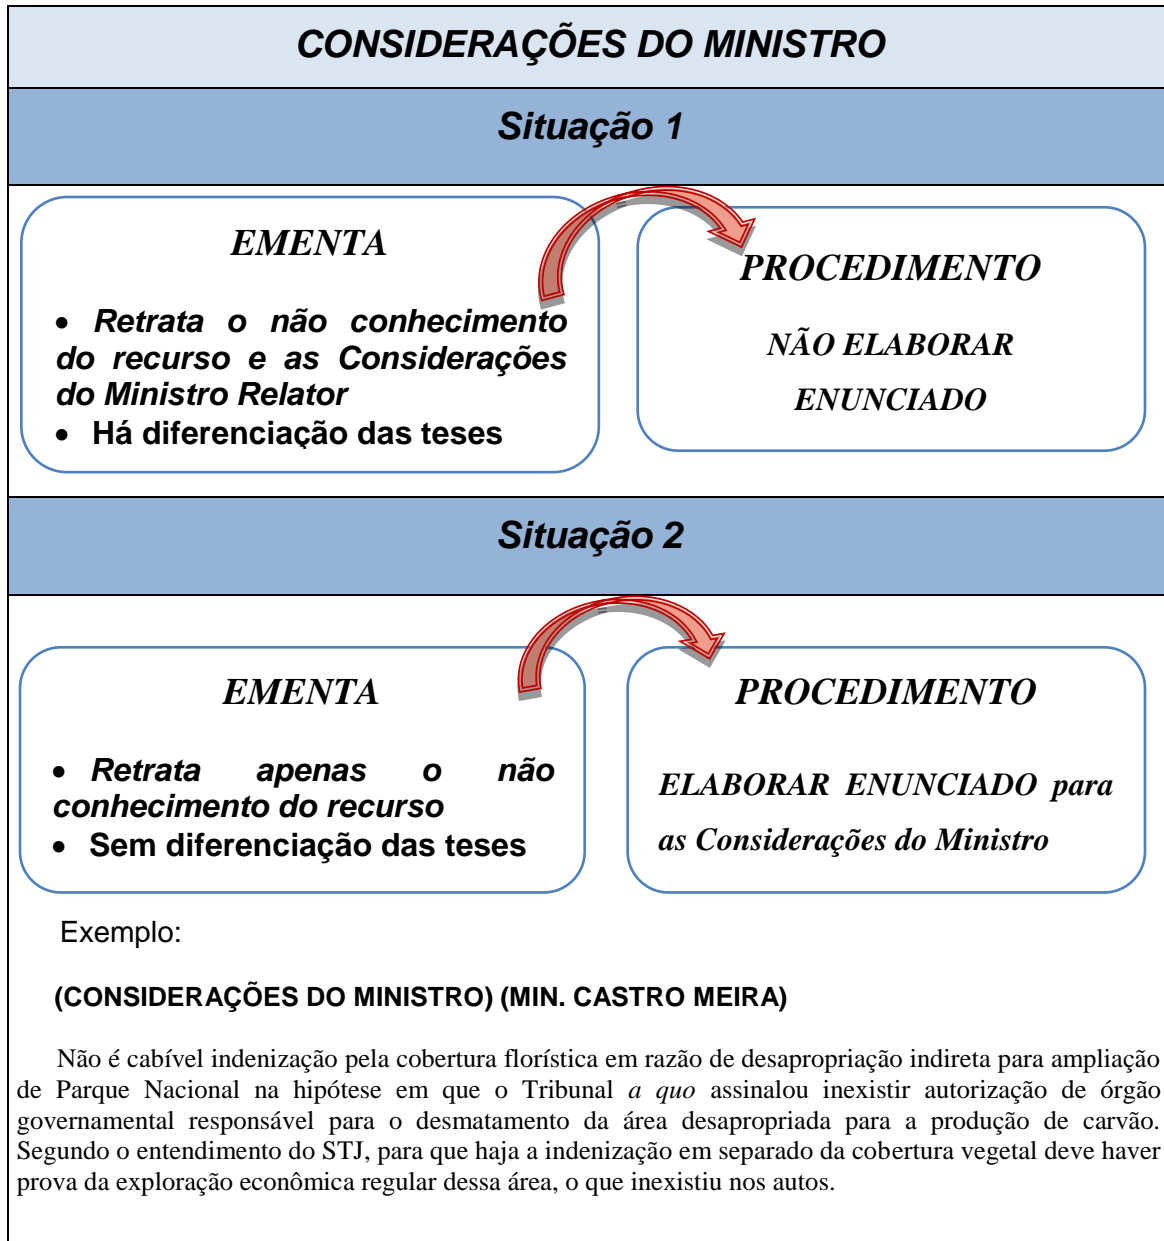 CONSIDERAÇÕES DO MINISTRO
Situação 1
EMENTA
• Retrata o não conhecimento
do recurso e as Considerações
do Ministro Relator
• Há diferenciação das teses
=
PROCEDIMENTO
NÃO ELABORAR
ENUNCIADO
Situação 2
EMENTA
• Retrata apenas o não
conhecimento do recurso
• Sem diferenciação das teses
=
PROCEDIMENTO
ELABORAR ENUNCIADO para
as Considerações do Ministro
Exemplo:
(CONSIDERAÇÕES DO MINISTRO) (MIN. CASTRO MEIRA)
Não é cabível indenização pela cobertura florística em razão de desapropriação indireta para ampliação
de Parque Nacional na hipótese em que o Tribunal a quo assinalou inexistir autorização de órgão
governamental responsável para o desmatamento da área desapropriada para a produção de carvão.
Segundo o entendimento do STJ, para que haja a indenização em separado da cobertura vegetal deve haver
prova da exploração econômica regular dessa área, o que inexistiu nos autos.